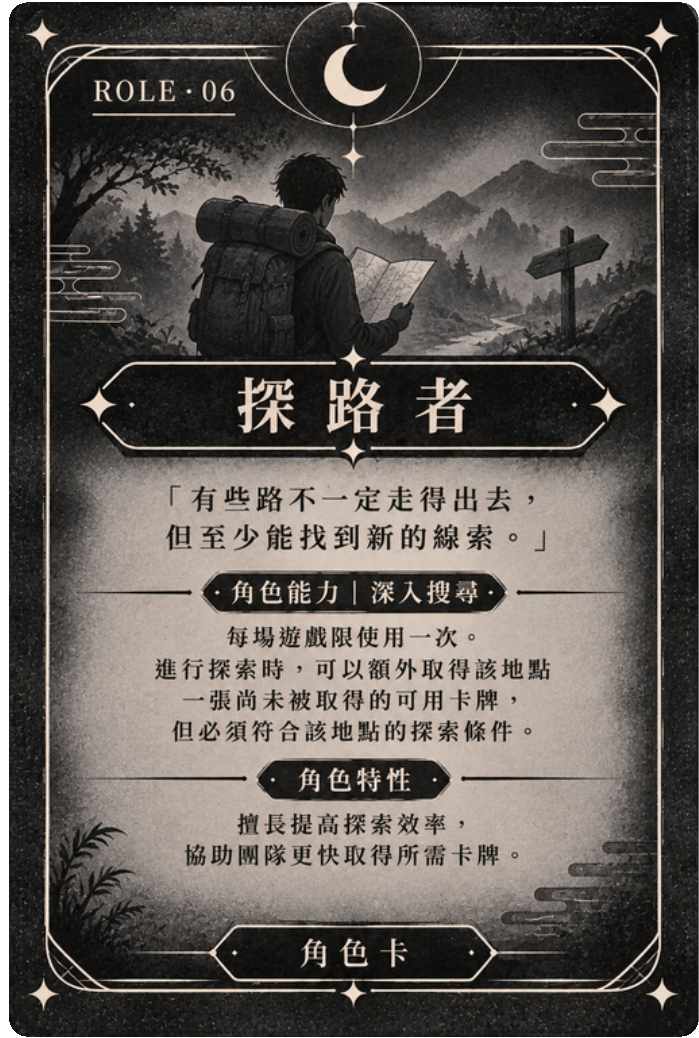 ROLE·06
探路者
「有些路不一定走得出去，
但至少能找到新的線索。」
角色能力｜深入搜尋
每場遊戲限使用一次。
進行探索時，可以額外取得該地點
一張尚未被取得的可用卡牌，
但必須符合該地點的探索條件。
角色特性
擅長提高探索效率，
協助團隊更快取得所需卡牌。
角色卡